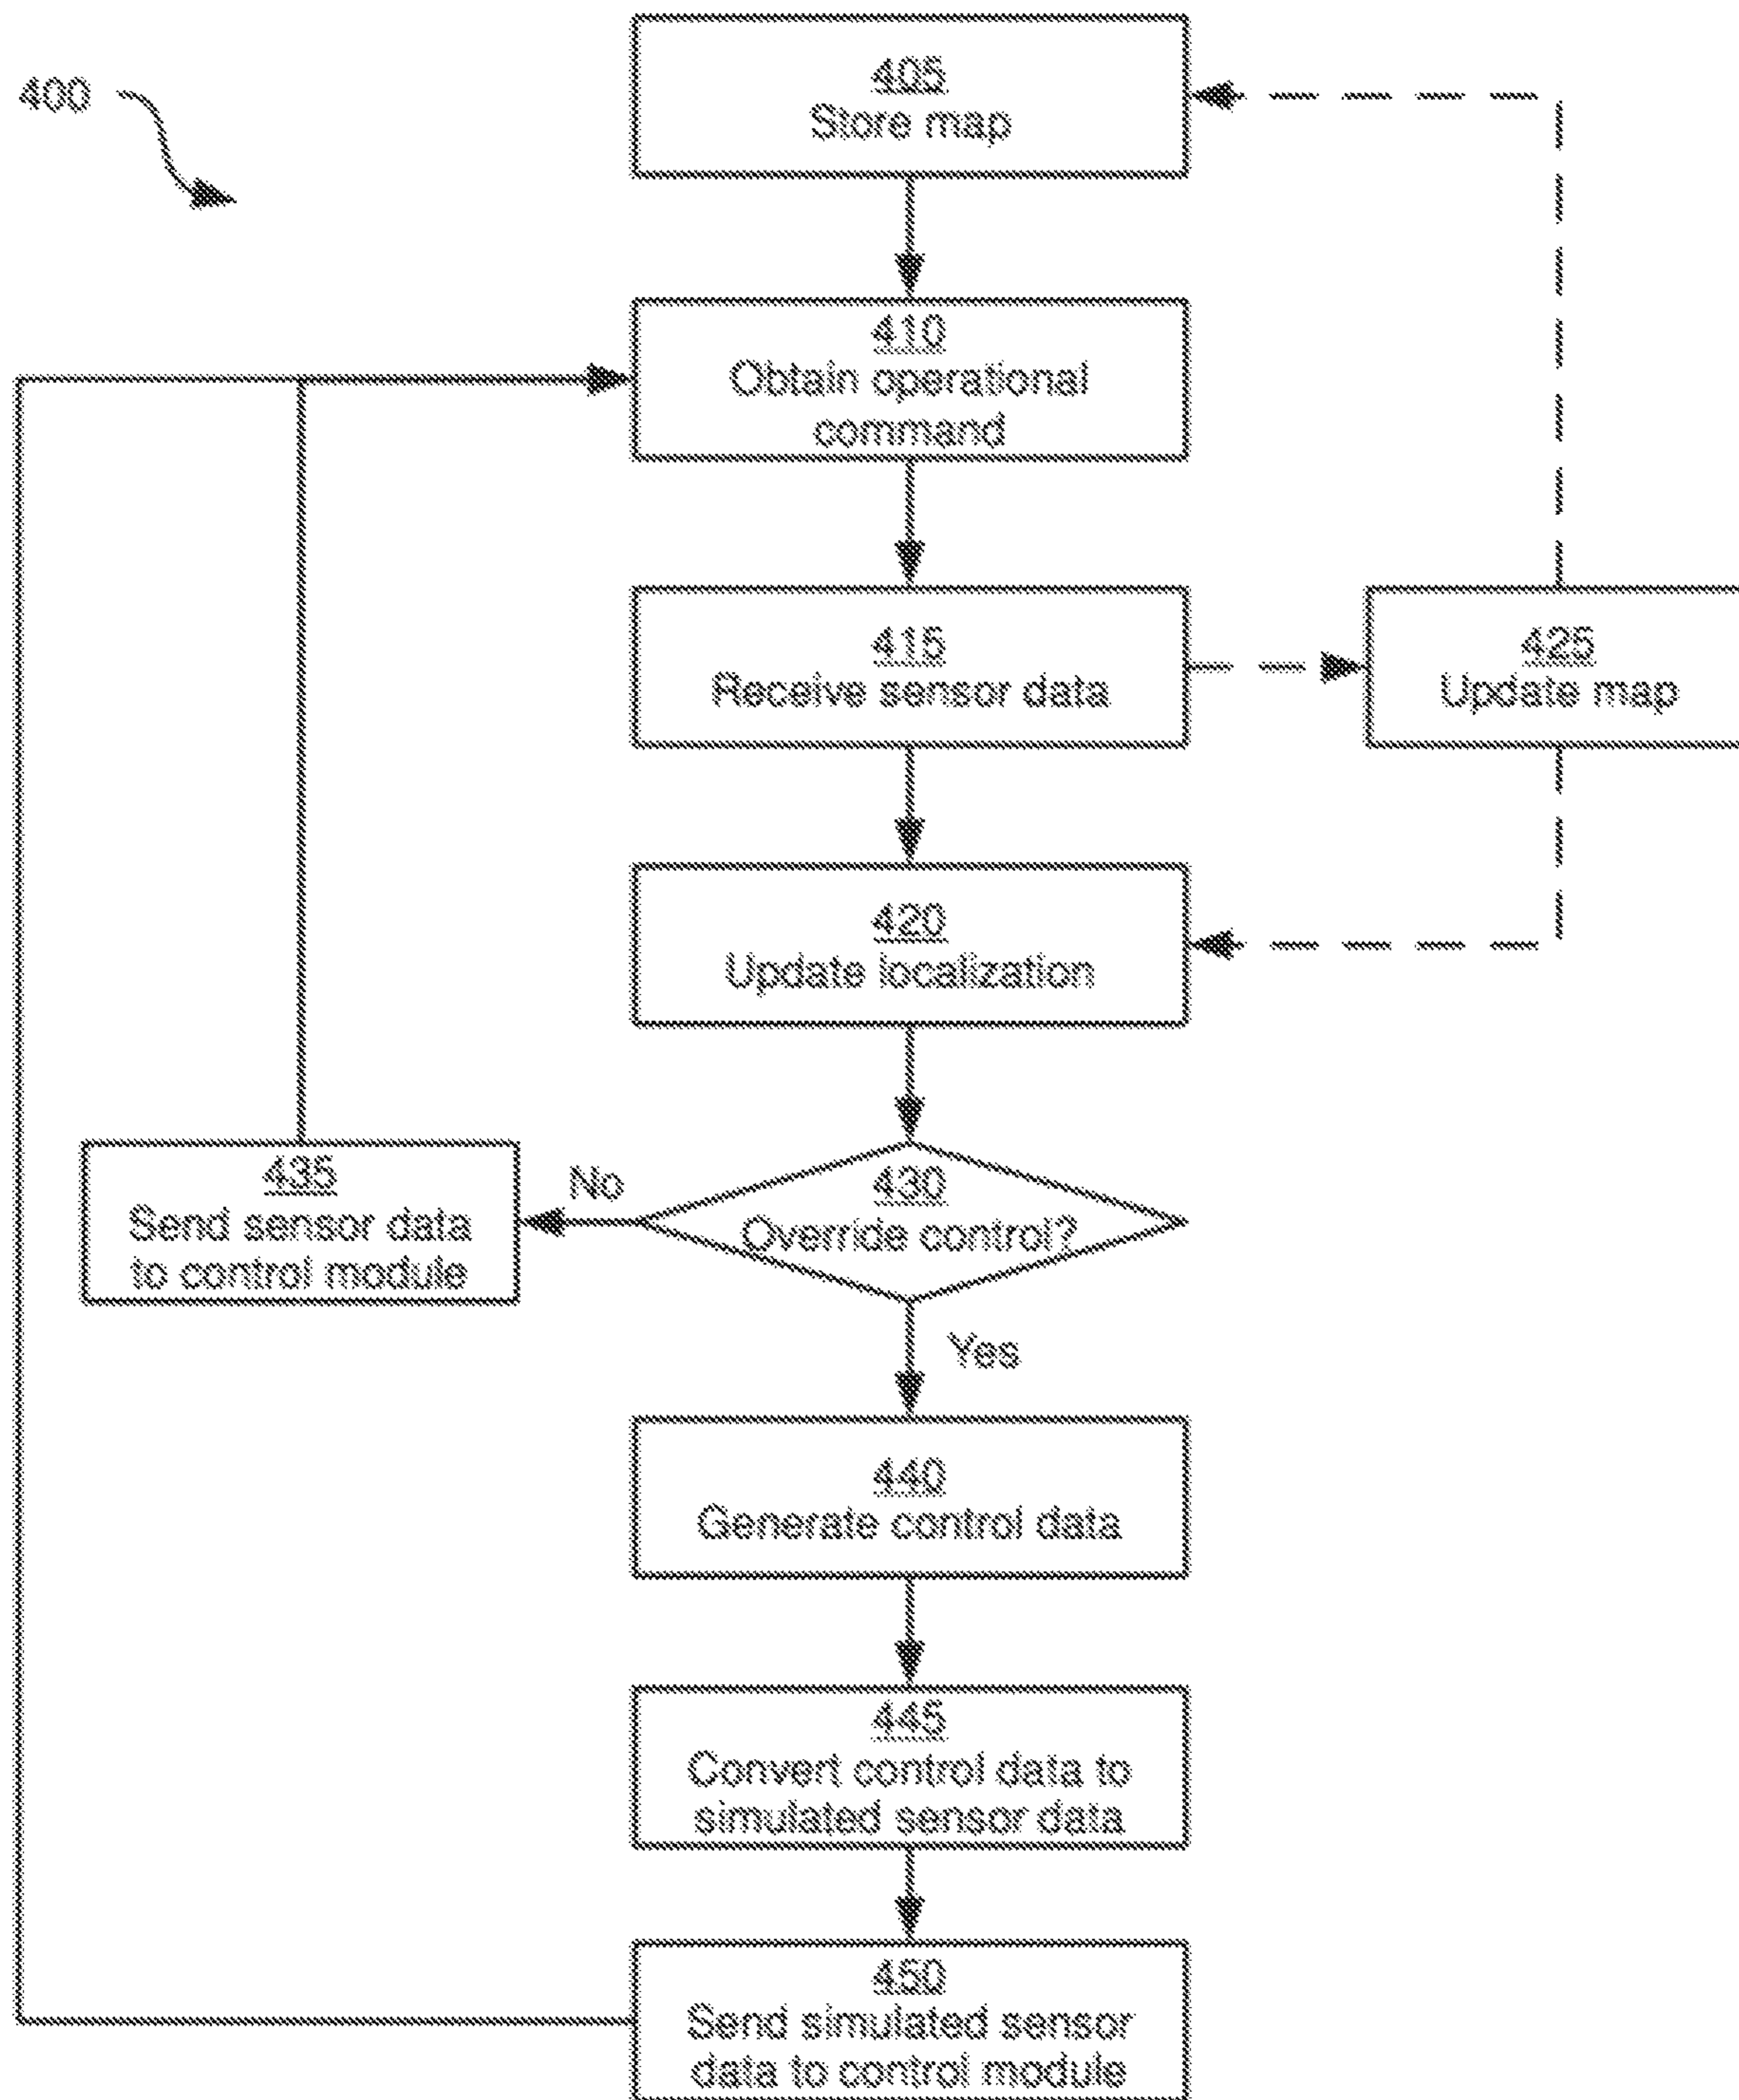 400
405
Store map
410
Obtain operational
command
415
Receive sensor data
425
Update map
420
Update localization
435
Send sensor data
to control module
No
430
Override control?
Yes
440
Generate control data
445
Convert control data to
simulated sensor data
450
Send simulated sensor
data to control module